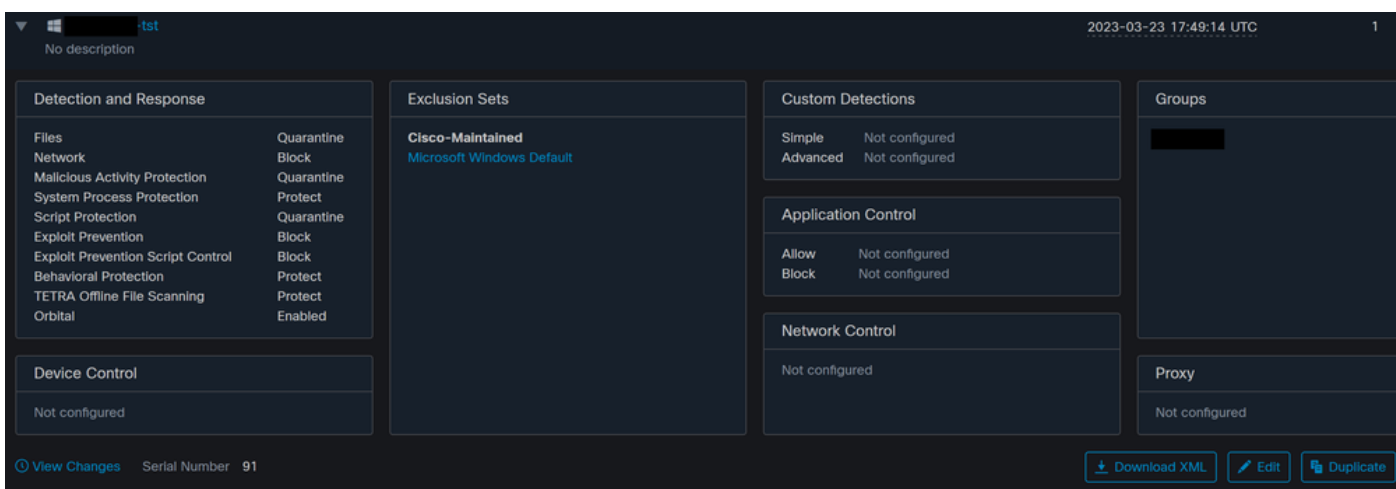 -tst 2023-03-23 17:49:14 UTC 1
No description
Detection and Response
Files Quarantine
Network Block
Malicious Activity Protection Quarantine
System Process Protection Protect
Script Protection Quarantine
Exploit Prevention Block
Exploit Prevention Script Control Block
Behavioral Protection Protect
TETRA Offline File Scanning Protect
Orbital Enabled
Device Control
Not configured
Exclusion Sets
Cisco-Maintained
Microsoft Windows Default
Custom Detections
Simple Not configured
Advanced Not configured
Application Control
Allow Not configured
Block Not configured
Network Control
Not configured
Groups
Proxy
Not configured
View Changes Serial Number 91
Download XML Edit Duplicate